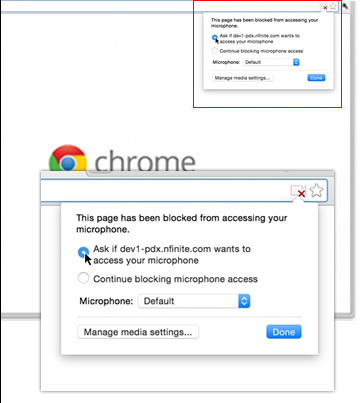 This page has been blocked from accessing your
microphone.
Ask if dev1-pdx.nfinite.com wants to
access your microphone
Continue blocking microphone access
Microphone: Default
Manage media settings... Done
chrome
This page has been blocked from accessing your
microphone.
Ask if dev1-pdx.nfinite.com wants to
access your microphone
Continue blocking microphone access
Microphone: Default
Manage media settings... Done